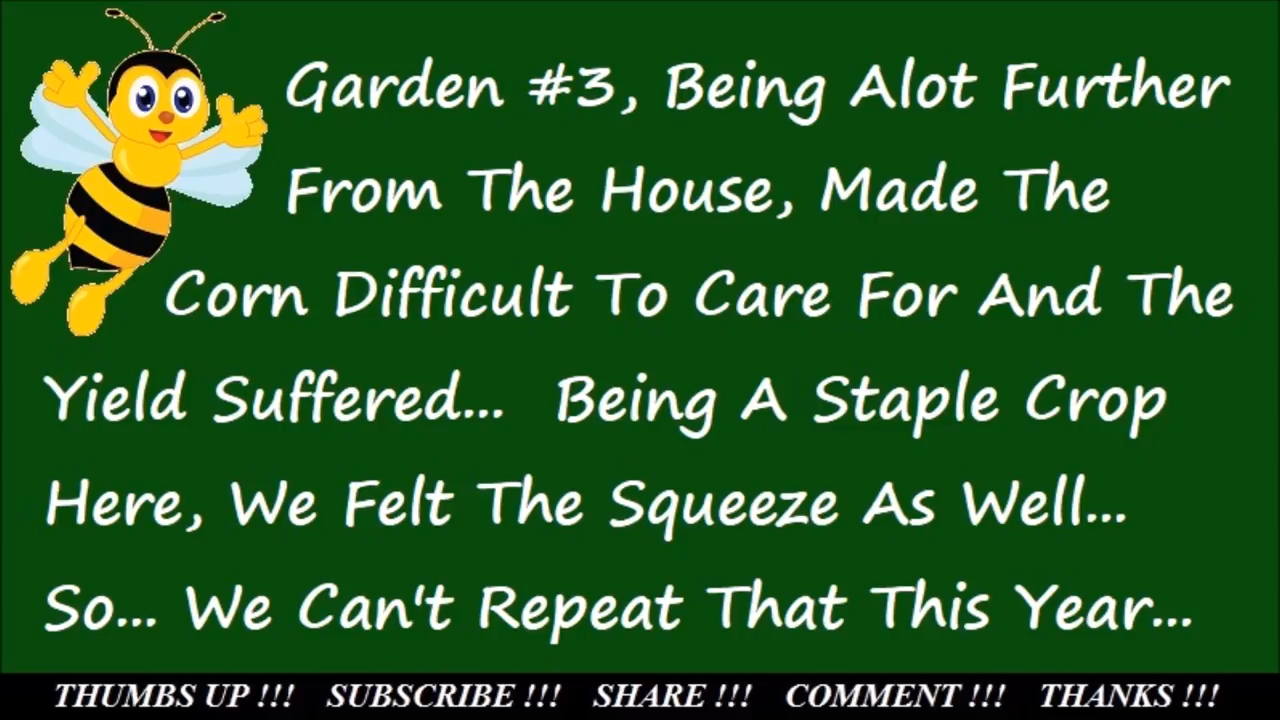 Garden #3, Being Alot Further
From The House, Made The
Corn Difficult To Care For And The
Yield Suffered... Being A Staple Crop
Here, We Felt The Squeeze As Well...
So... We Can't Repeat That This Year...
THUMBS UP !!! SUBSCRIBE !!! SHARE !!! COMMENT !!! THANKS !!!